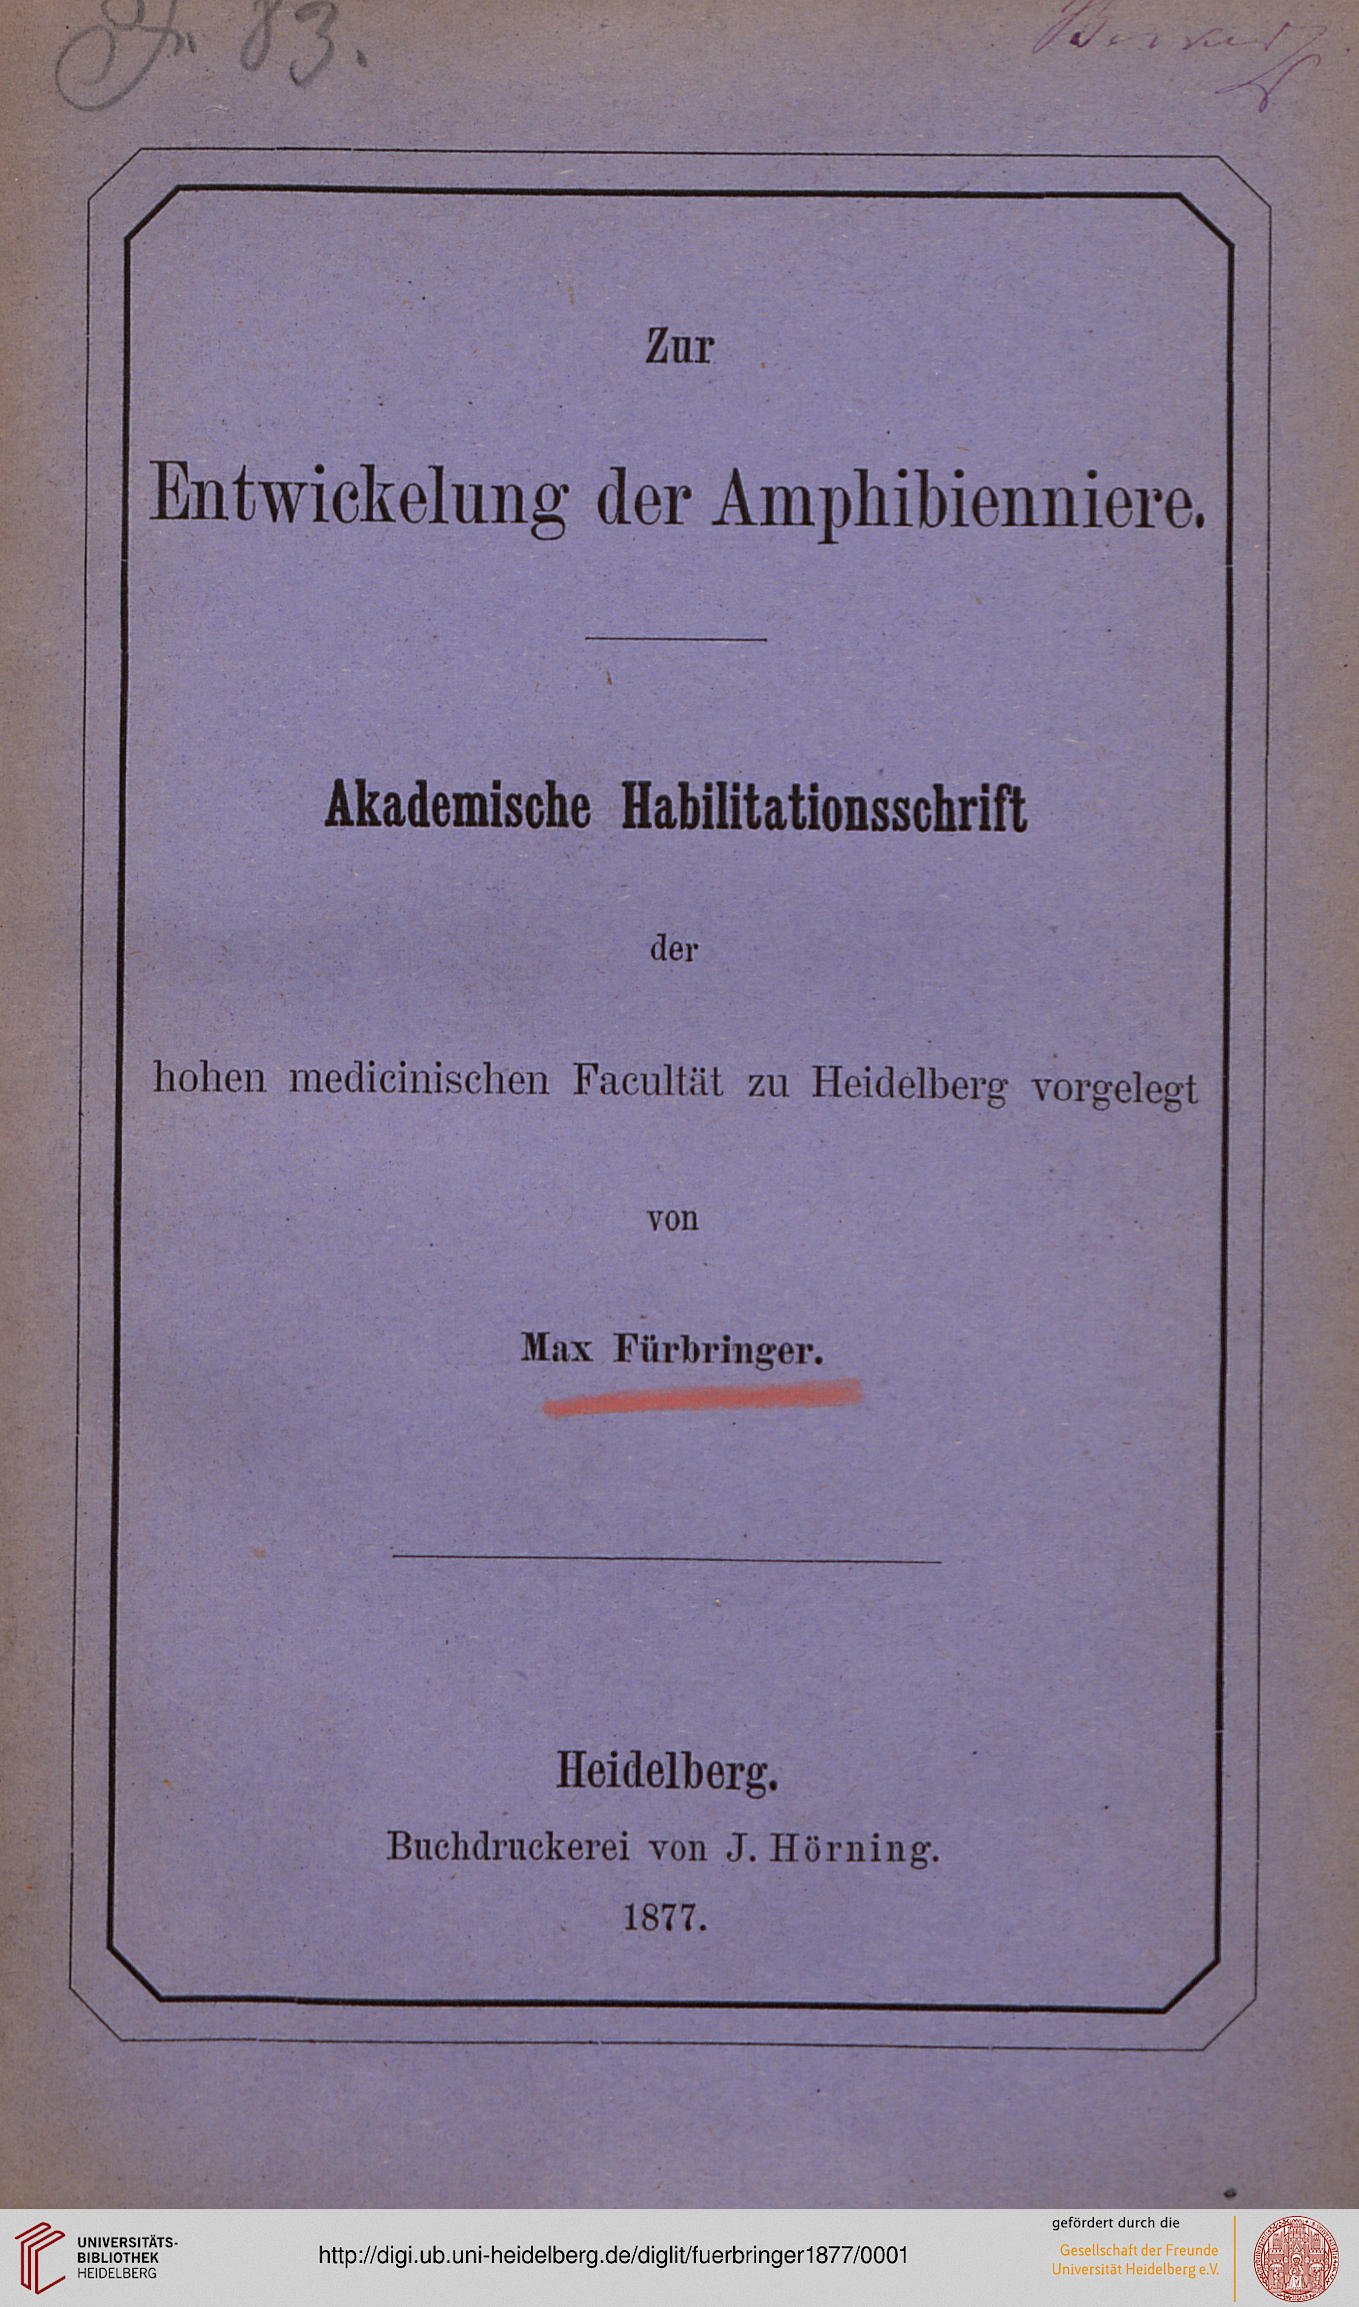 83.
Zur
Entwickelung der Amphibienniere.
Akademische Habilitationsschrift
der
hohen medicinischen Facultät zu Heidelberg vorgelegt
von
Max Fürbringer.
Heidelberg.
Buchdruckerei von J. Hörning.
1877.
UNIVERSITÄTS-
BIBLIOTHEK
HEIDELBERG
http://digi.ub.uni-heidelberg.de/diglit/fuerbringer1877/0001
gefördert durch die
Gesellschaft der Freunde
Universität Heidelberg e.V.